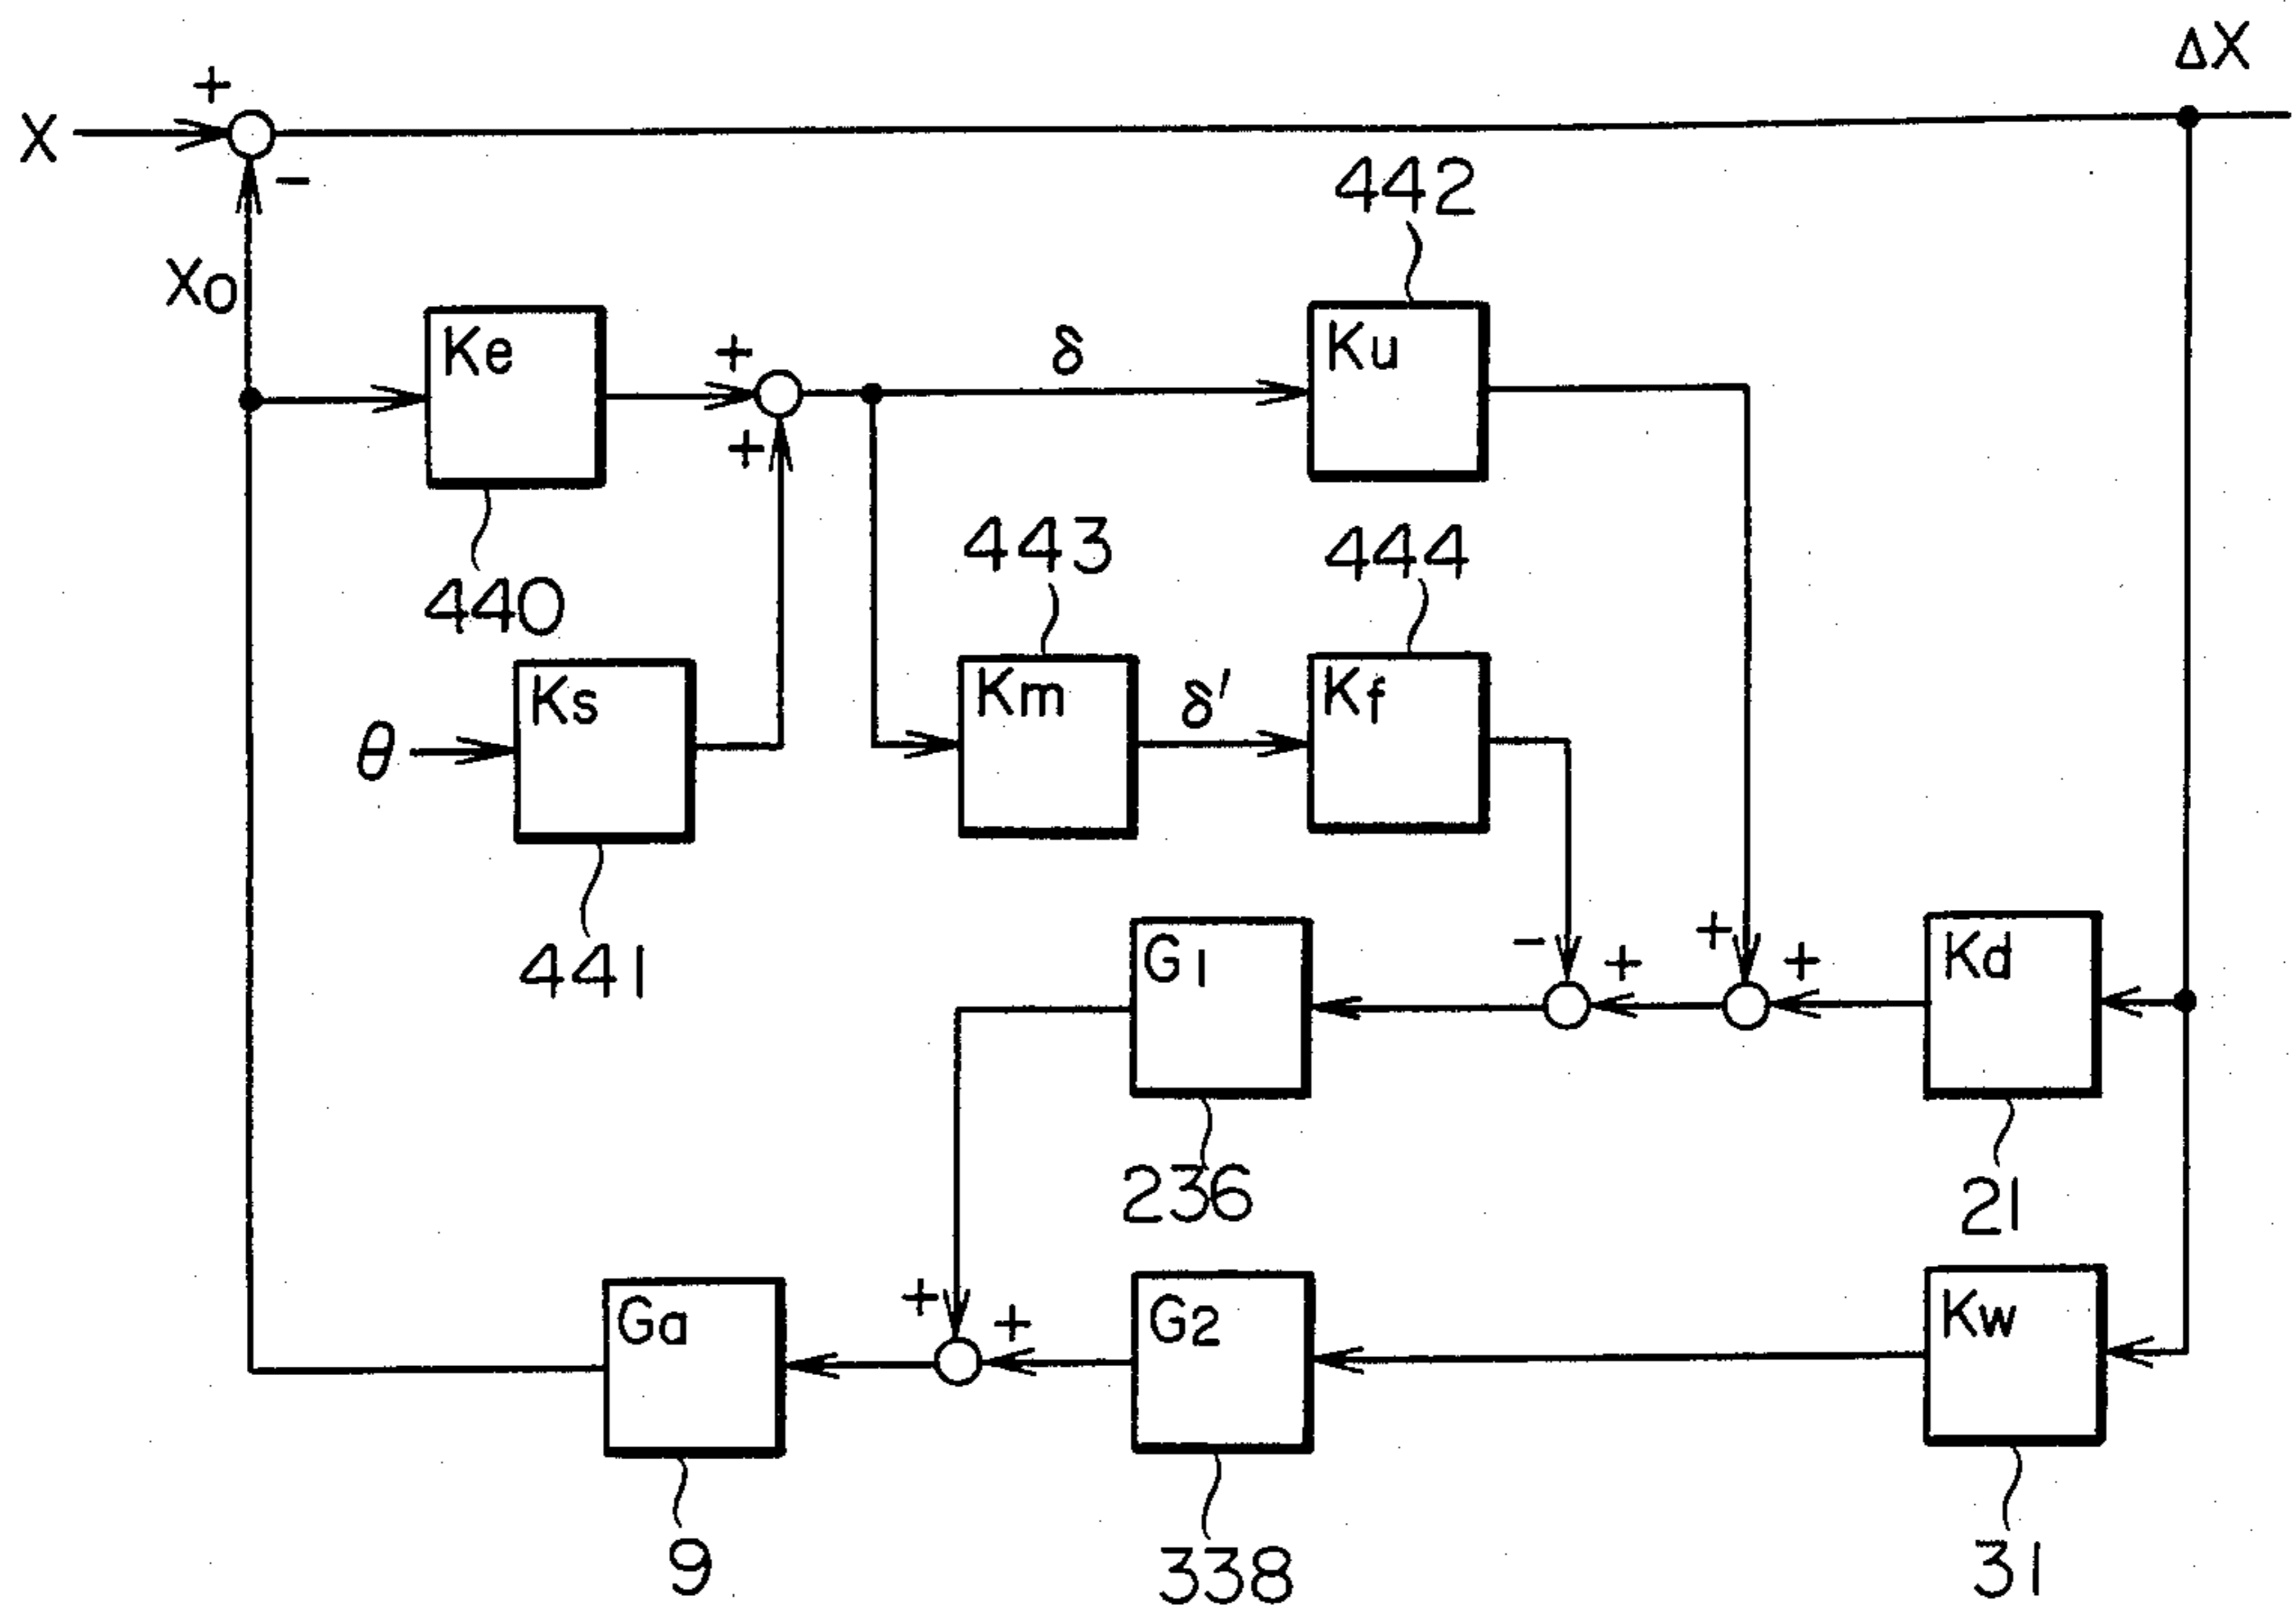 ΔX
+
X
-
442
Xo
Ke
+
δ
Ku
+
443
444
440
Ks
Km
δ'
Kf
θ
441
G1
-
+
+
+
Kd
236
21
Ga
+
+
G2
Kw
9
338
31